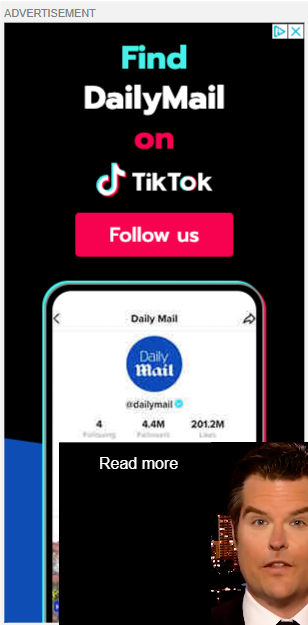 ADVERTISEMENT
Find
DailyMail
on
TikTok
Follow us
Daily Mail
Daily
Mail
@dailymail
4 4.4M 201.2M
Following Followers Likes
Read more